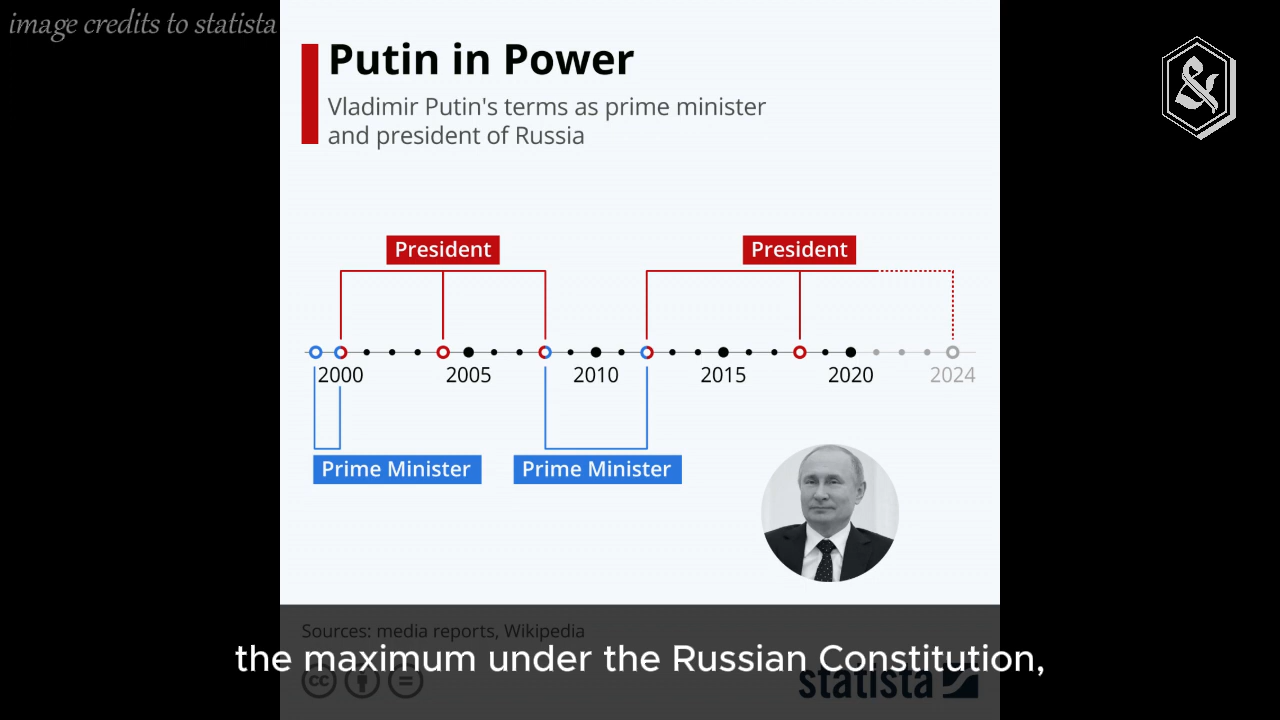 image credits to statista
Putin in Power
Vladimir Putin's terms as prime minister
and president of Russia
President
President
2000
2005
2010
2015
2020
2024
Prime Minister
Prime Minister
Sources: media reports, Wikipedia
the maximum under the Russian Constitution,
cc
statista
&